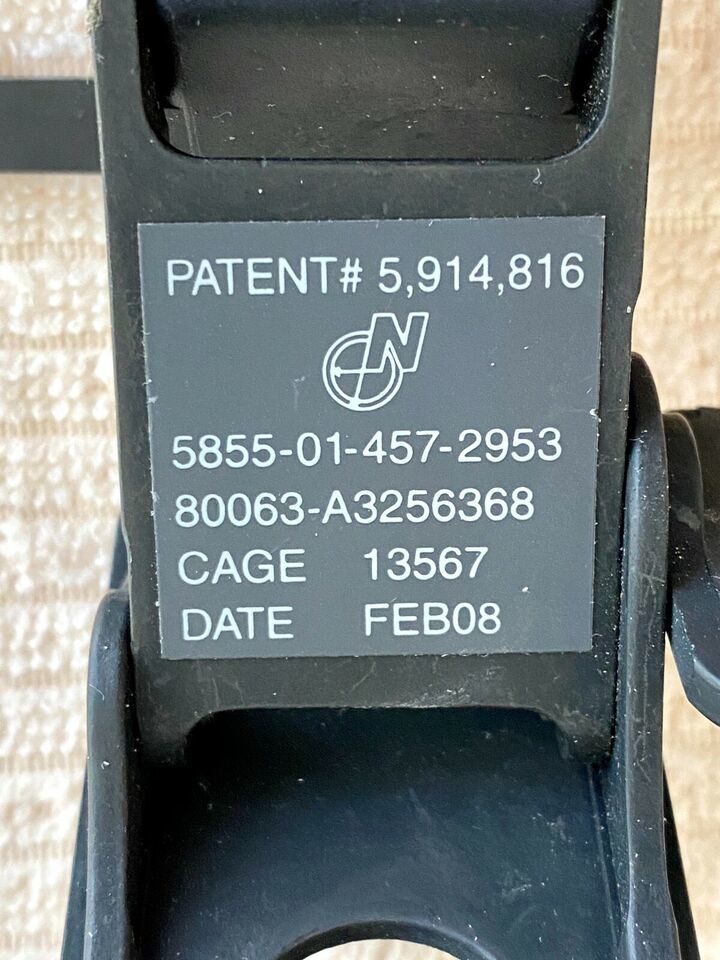 PATENT# 5,914,816
N
5855-01-457-2953
80063-A3256368
CAGE 13567
DATE FEB08